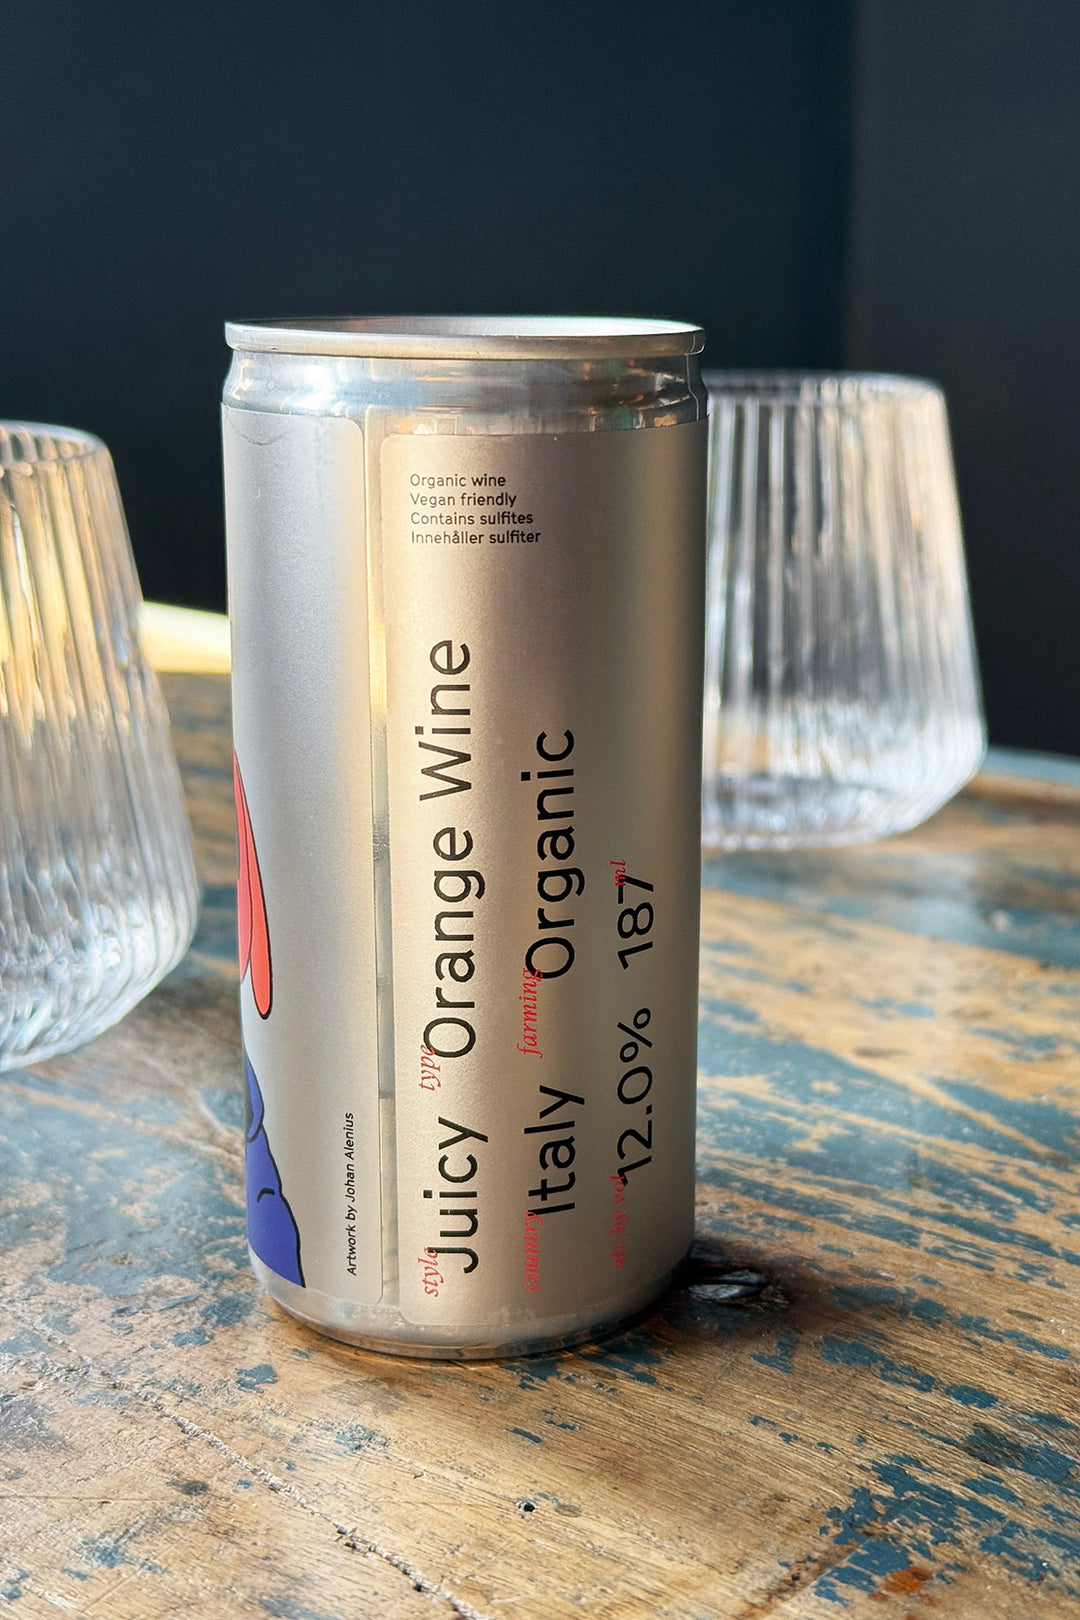 Organic wine
Vegan friendly
Contains sulfites
Innehåller sulfiter
style Juicy type Orange Wine
country Italy farming Organic
alc by vol 12.0% 187 ml
Artwork by Johan Alenius